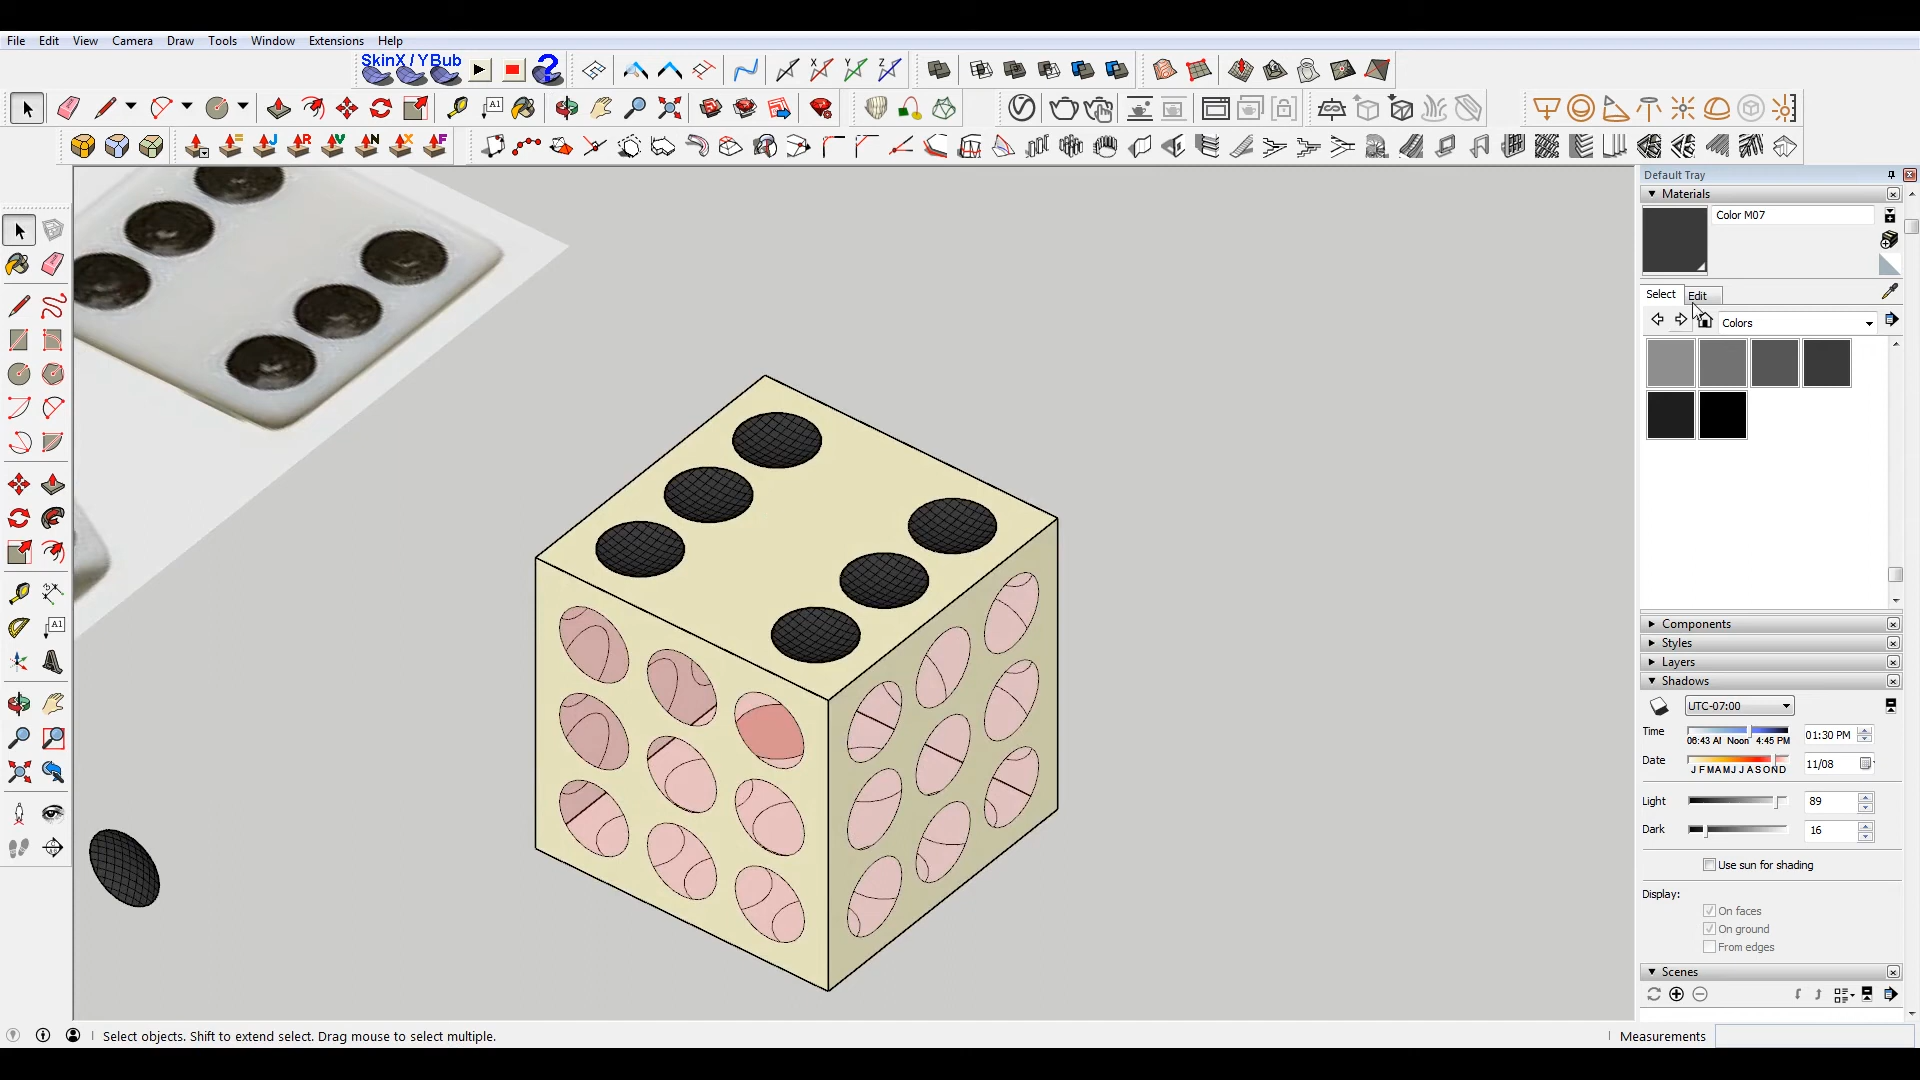 File Edit View Camera Draw Tools Window Extensions Help
SkinX / YBub
?
X Y Z
A1
= J R V N X F
Default Tray
Materials
Color M07
Select Edit
Colors
A1
Components
Styles
Layers
Shadows
UTC-07:00
Time
06:43 AI Noon 4:45 PM
01:30 PM
Date
J F M A M J J A S O N D
11/08
Light 89
Dark 16
Use sun for shading
Display:
On faces
On ground
From edges
Scenes
Select objects. Shift to extend select. Drag mouse to select multiple.
Measurements